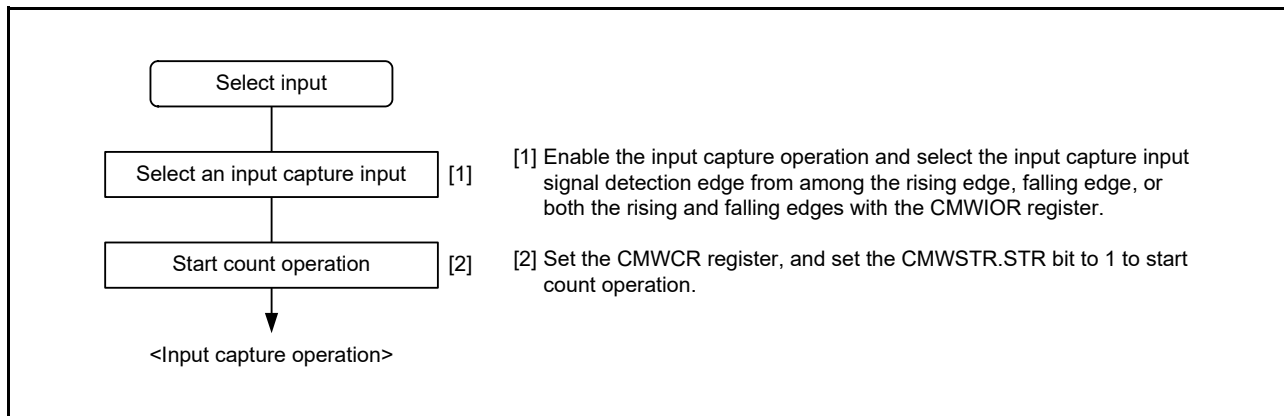 Select input
Select an input capture input
[1]
[1] Enable the input capture operation and select the input capture input
signal detection edge from among the rising edge, falling edge, or
both the rising and falling edges with the CMWIOR register.
Start count operation
[2]
[2] Set the CMWCR register, and set the CMWSTR.STR bit to 1 to start
count operation.
<Input capture operation>